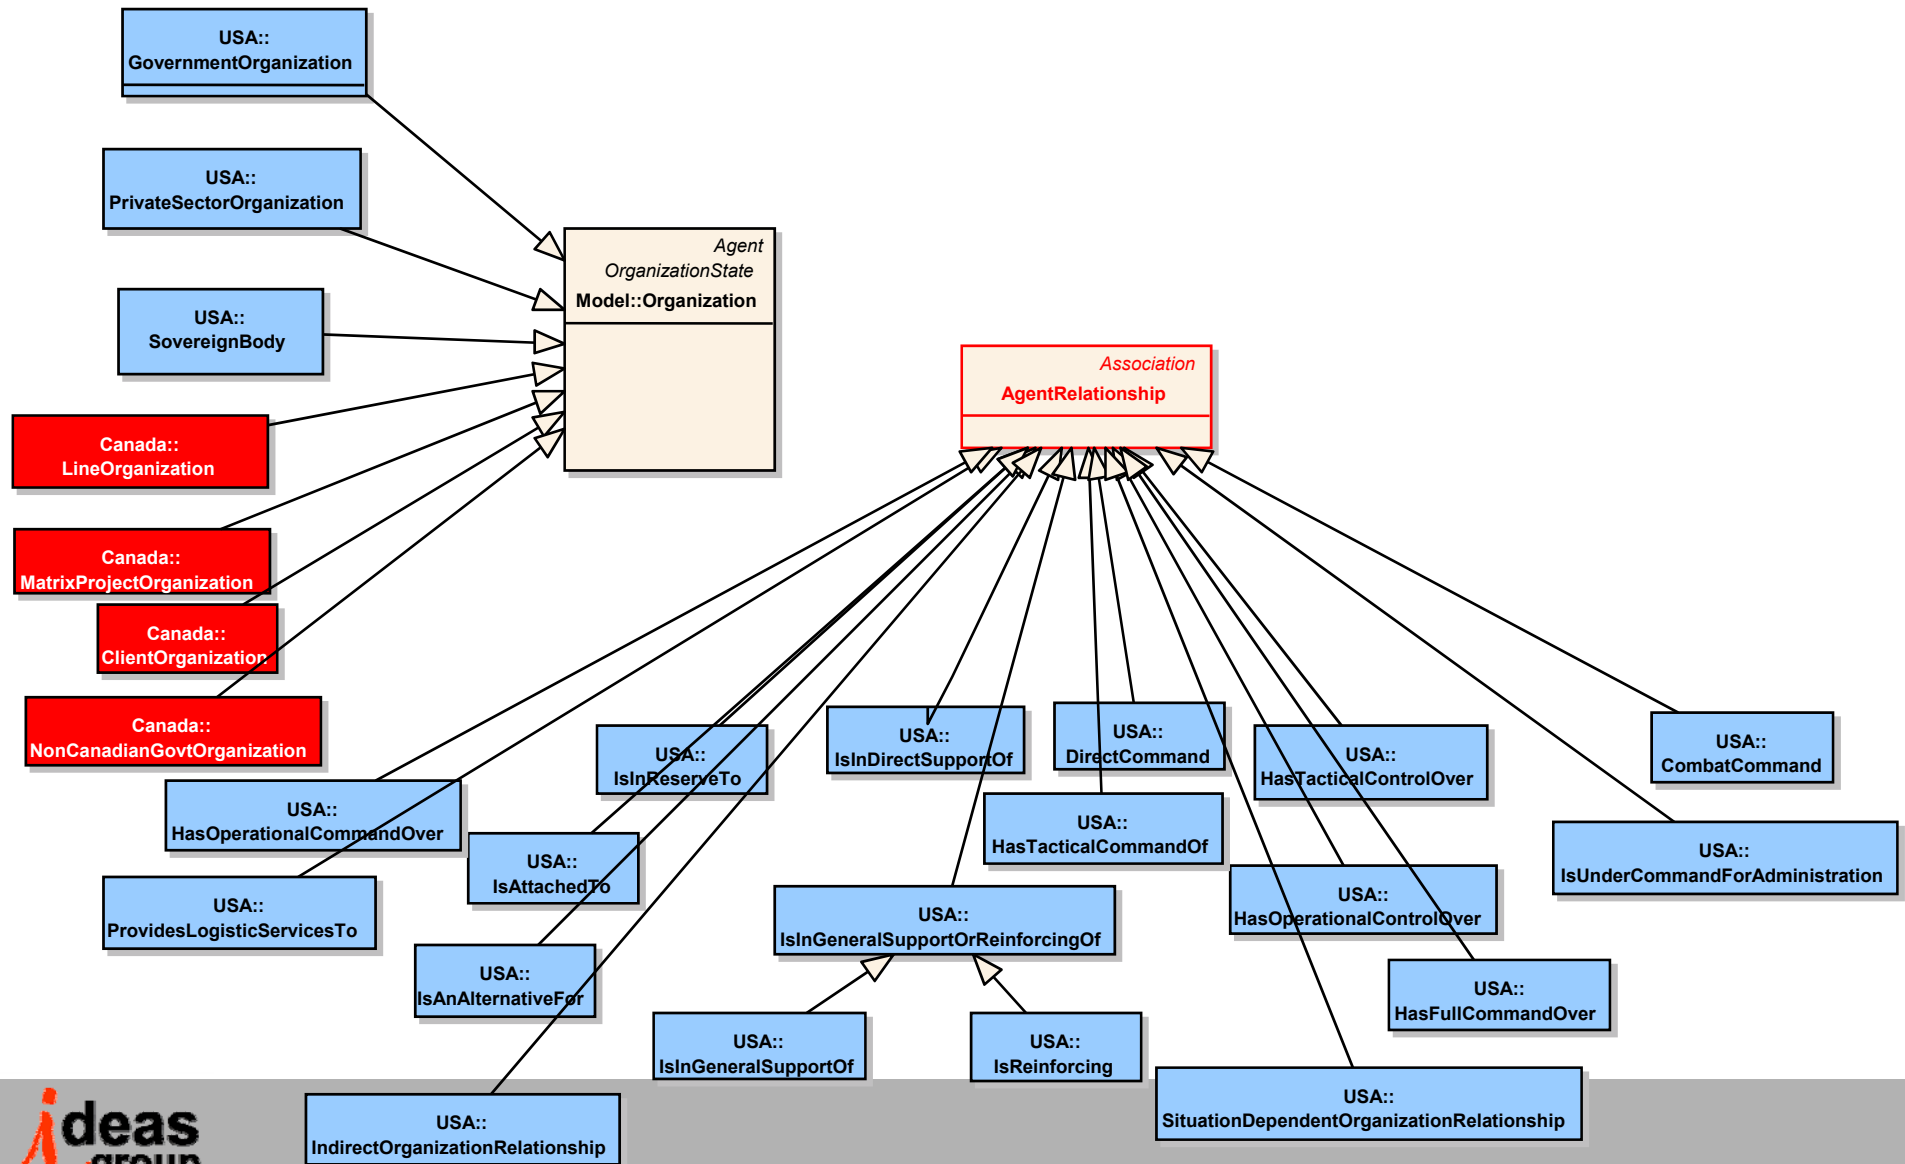 USA::
GovernmentOrganization
USA::
PrivateSectorOrganization
USA::
SovereignBody
Canada::
LineOrganization
Canada::
MatrixProjectOrganization
Canada::
ClientOrganization
Canada::
NonCanadianGovtOrganization
Agent
OrganizationState
Model::Organization
Association
AgentRelationship
USA::
HasOperationalCommandOver
USA::
ProvidesLogisticServicesTo
USA::
IsInReserveTo
USA::
IsAttachedTo
USA::
IsAnAlternativeFor
USA::
IndirectOrganizationRelationship
USA::
IsInDirectSupportOf
USA::
IsInGeneralSupportOrReinforcingOf
USA::
IsInGeneralSupportOf
USA::
IsReinforcing
USA::
DirectCommand
USA::
HasTacticalCommandOf
USA::
HasTacticalControlOver
USA::
HasOperationalControlOver
USA::
HasFullCommandOver
USA::
SituationDependentOrganizationRelationship
USA::
CombatCommand
USA::
IsUnderCommandForAdministration
ideas
group